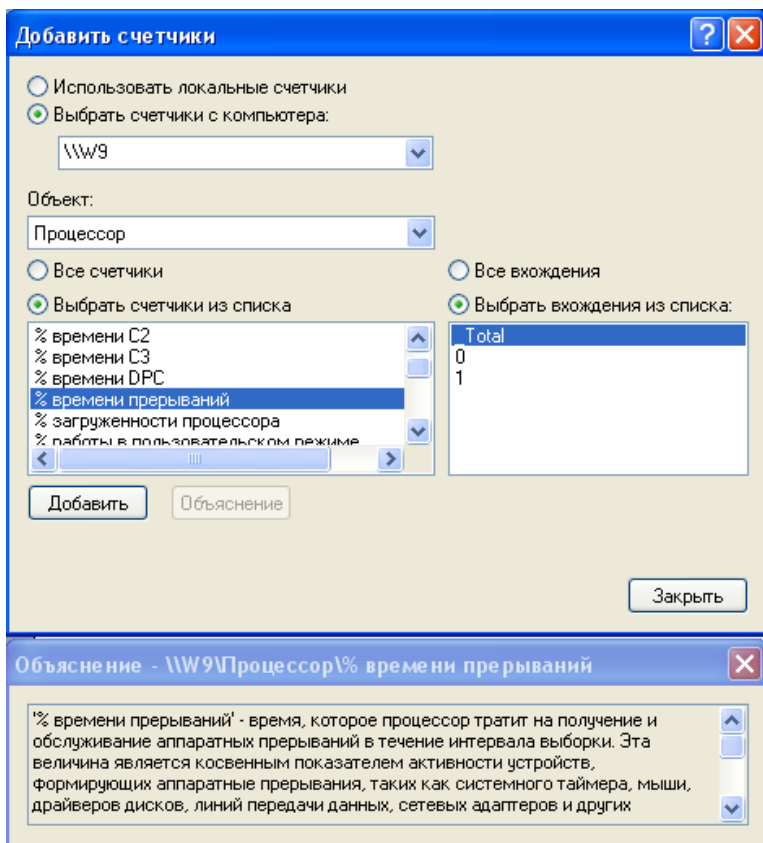 Добавить счетчики
Использовать локальные счетчики
Выбрать счетчики с компьютера:
\\W9
Объект:
Процессор
Все счетчики
Все вхождения
Выбрать счетчики из списка
Выбрать вхождения из списка:
% времени C2
% времени C3
% времени DPC
% времени прерываний
% загруженности процессора
% работы в пользовательском режиме
_Total
0
1
Добавить
Объяснение
Закрыть
Объяснение - \\W9\Процессор\% времени прерываний
'% времени прерываний' - время, которое процессор тратит на получение и
обслуживание аппаратных прерываний в течение интервала выборки. Эта
величина является косвенным показателем активности устройств,
формирующих аппаратные прерывания, таких как системного таймера, мыши,
драйверов дисков, линий передачи данных, сетевых адаптеров и других